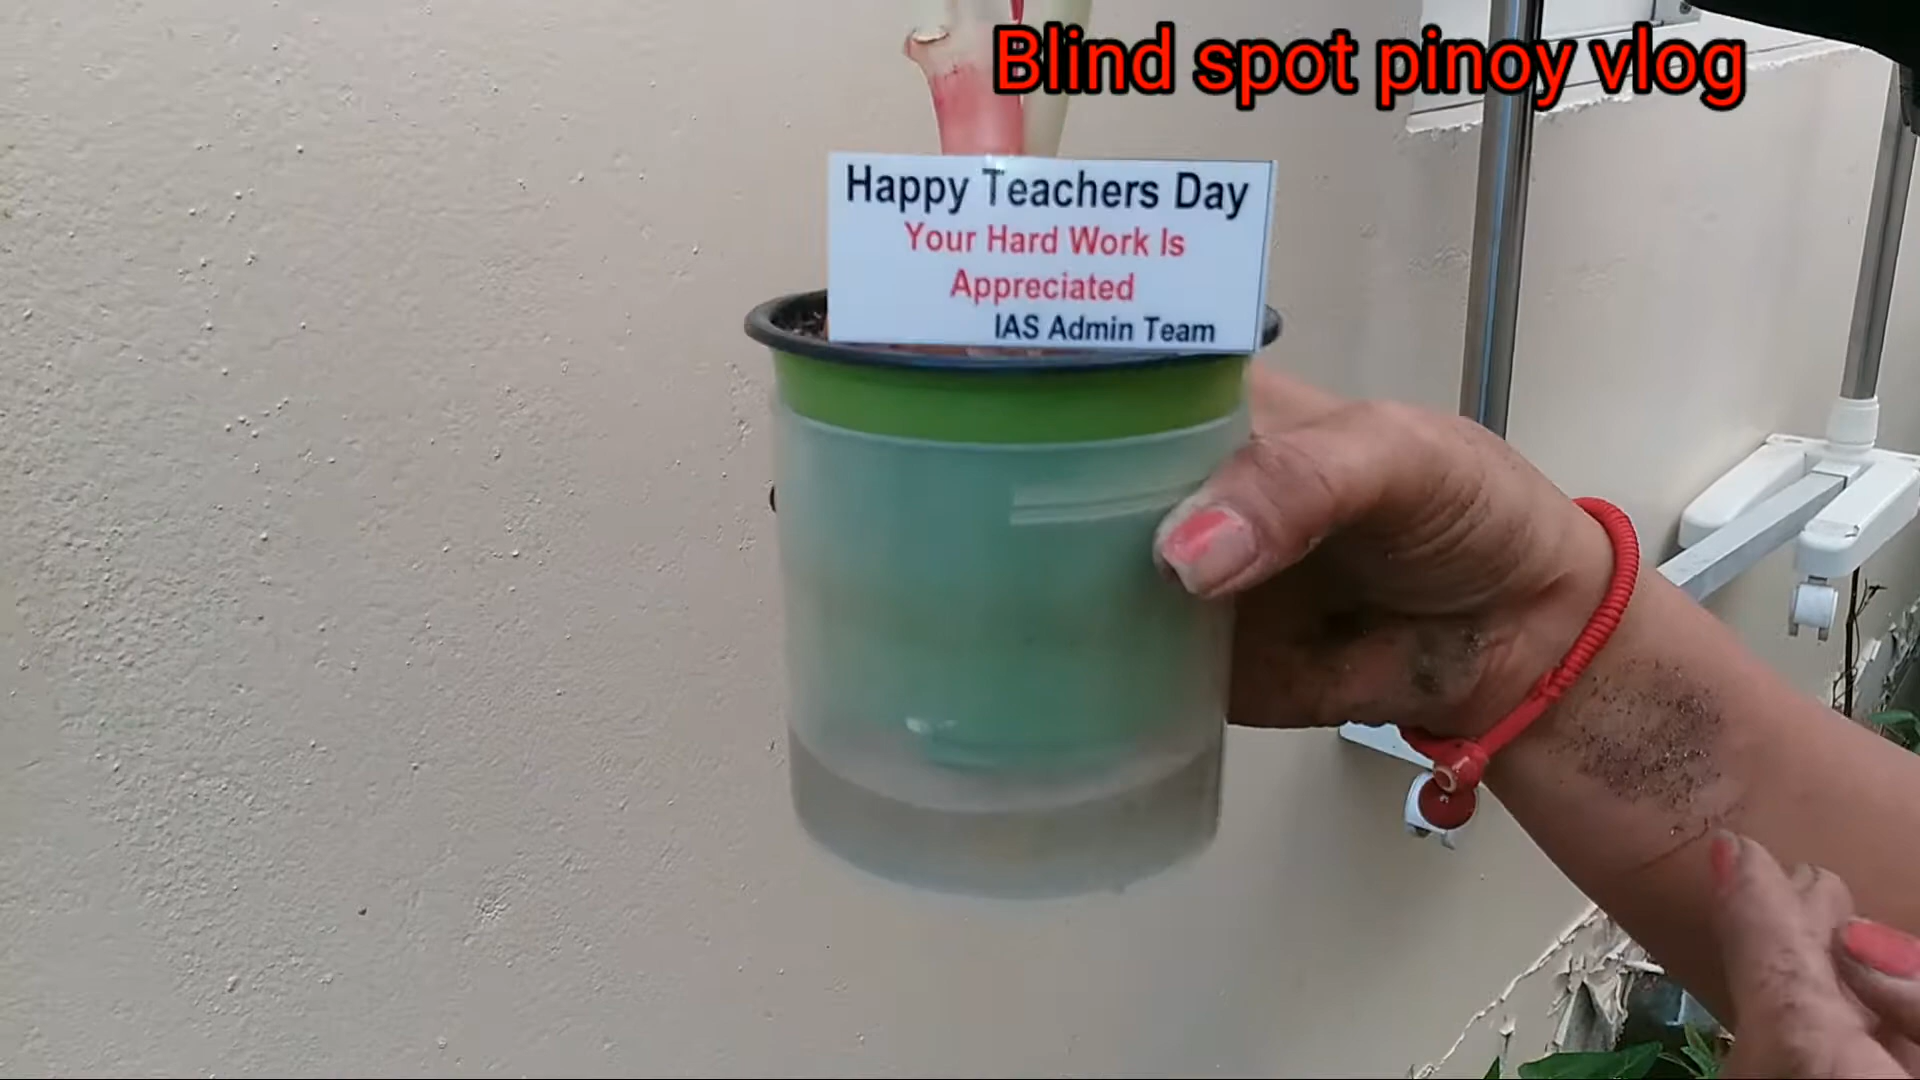 Blind spot pinoy vlog
Happy Teachers Day
Your Hard Work Is
Appreciated
IAS Admin Team